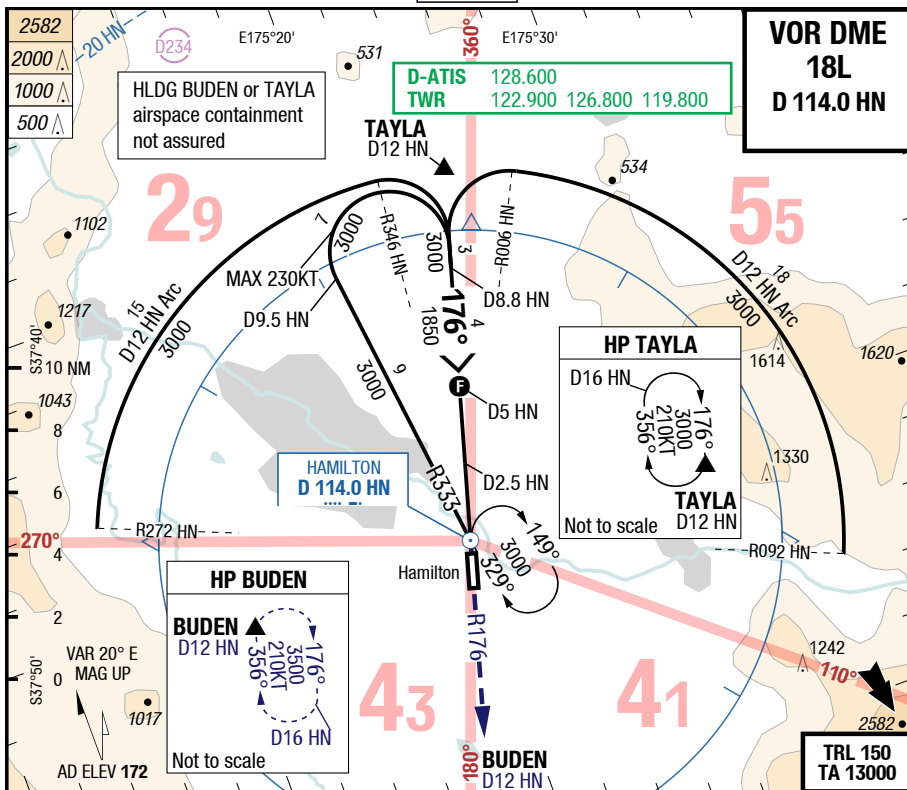 2582
2000
1000
500
20 HN
D234
E175°20'
531
360°
E175°30'
VOR DME
18L
D 114.0 HN
HLDG BUDEN or TAYLA
airspace containment
not assured
D-ATIS 128.600
TWR 122.900 126.800 119.800
TAYLA
D12 HN
534
29
55
1102
7
3000
R346 HN
3000
3
R006 HN
18
D12 HN Arc
3000
MAX 230KT
D8.8 HN
176°
4
1850
D9.5 HN
15
D12 HN Arc
3000
1217
S37°40'
10 NM
9
3000
D5 HN
F
1614
1620
HP TAYLA
D16 HN
176°
3000
210KT
356°
TAYLA
D12 HN
Not to scale
1043
8
6
1330
HAMILTON
D 114.0 HN
R333
D2.5 HN
R272 HN
270°
4
R092 HN
149°
3000
329°
Hamilton
HP BUDEN
BUDEN
D12 HN
176°
3500
210KT
356°
D16 HN
Not to scale
R176
2
0
VAR 20° E
MAG UP
S37°50'
1017
AD ELEV 172
43
41
1242
110°
2582
180°
BUDEN
D12 HN
TRL 150
TA 13000